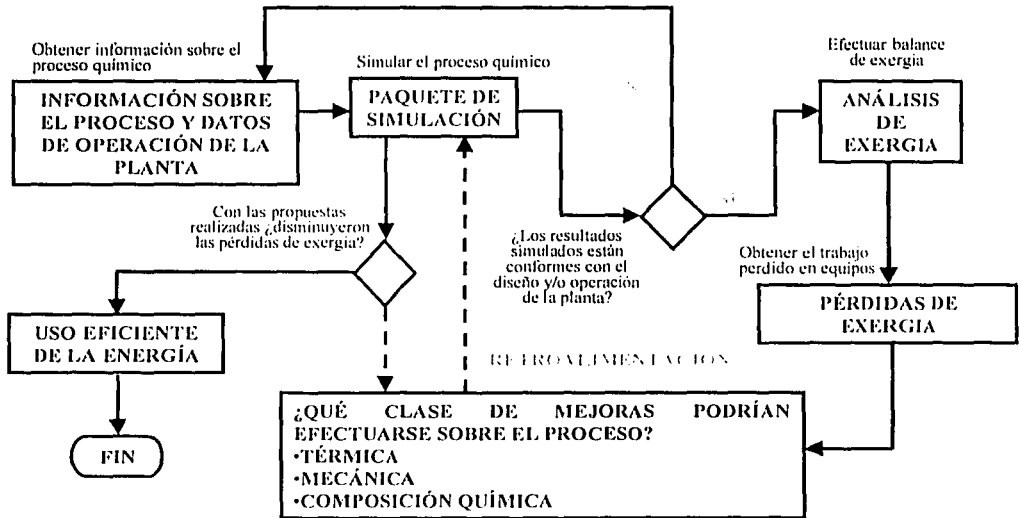 Obtener información sobre el
proceso químico
INFORMACIÓN SOBRE
EL PROCESO Y DATOS
DE OPERACIÓN DE LA
PLANTA
Simular el proceso químico
PAQUETE DE
SIMULACIÓN
Efectuar balance
de exergia
ANÁLISIS
DE
EXERGIA
Con las propuestas
realizadas ¿disminuyeron
las pérdidas de exergia?
¿Los resultados
simulados están
conformes con el
diseño y/o operación
de la planta?
Obtener el trabajo
perdido en equipos
PÉRDIDAS DE
EXERGIA
USO EFICIENTE
DE LA ENERGÍA
RETROALIMENTACION
FIN
¿QUÉ CLASE DE MEJORAS PODRÍAN
EFECTUARSE SOBRE EL PROCESO?
•TÉRMICA
•MECÁNICA
•COMPOSICIÓN QUÍMICA